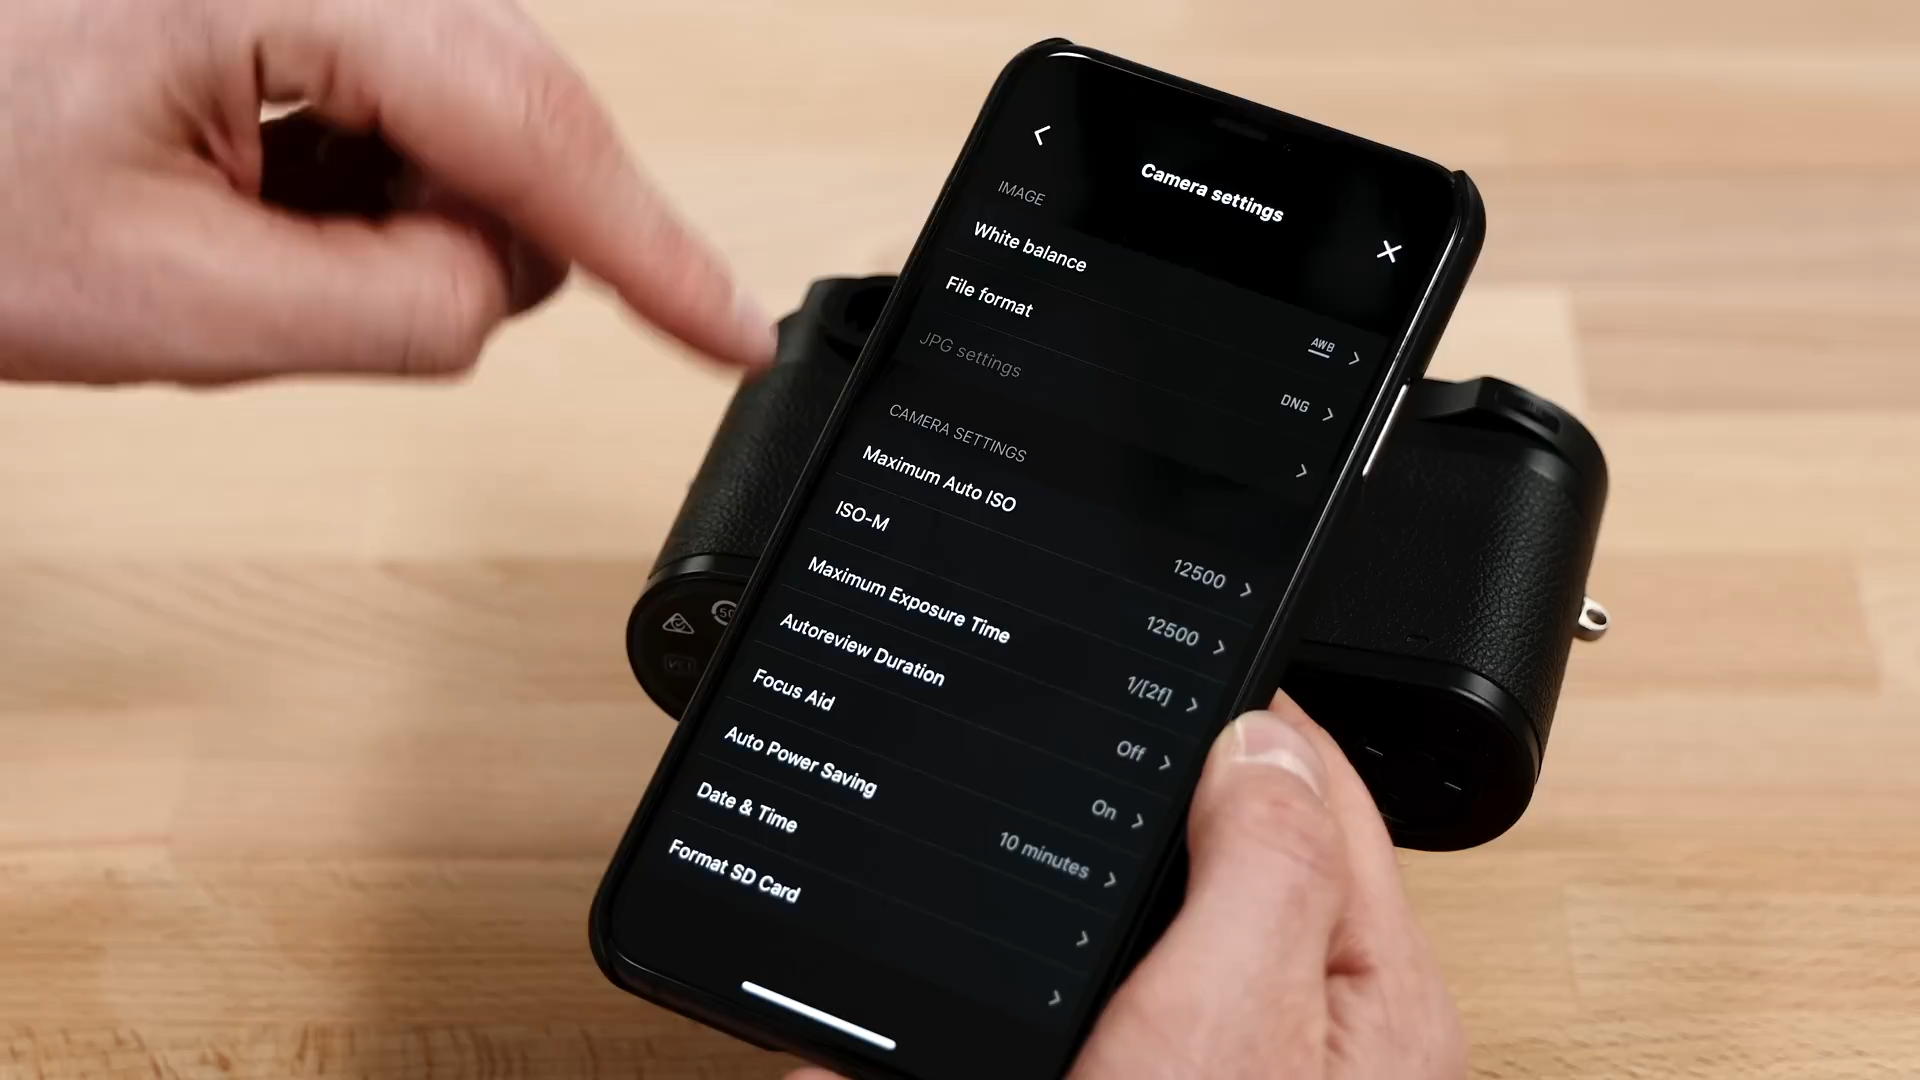 Camera settings
IMAGE
White balance
AWB
File format
DNG
JPG settings
CAMERA SETTINGS
Maximum Auto ISO
12500
ISO-M
12500
Maximum Exposure Time
1/[2f]
Autoreview Duration
Off
Focus Aid
On
Auto Power Saving
10 minutes
Date & Time
Format SD Card